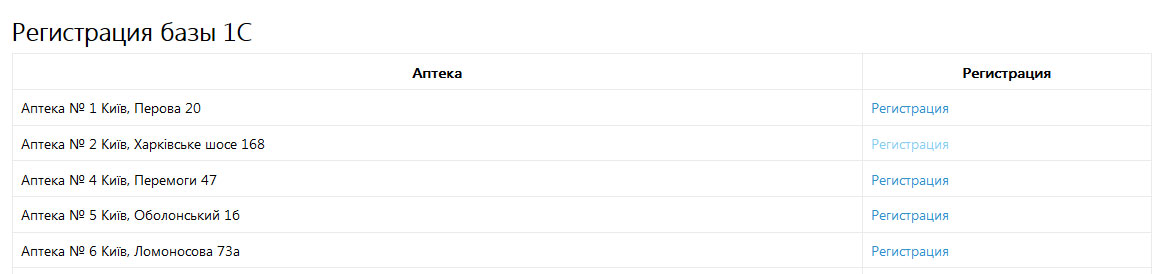 Регистрация базы 1С
Аптека Регистрация
Аптека № 1 Київ, Перова 20 Регистрация
Аптека № 2 Київ, Харківське шосе 168 Регистрация
Аптека № 4 Київ, Перемоги 47 Регистрация
Аптека № 5 Київ, Оболонський 16 Регистрация
Аптека № 6 Київ, Ломоносова 73а Регистрация